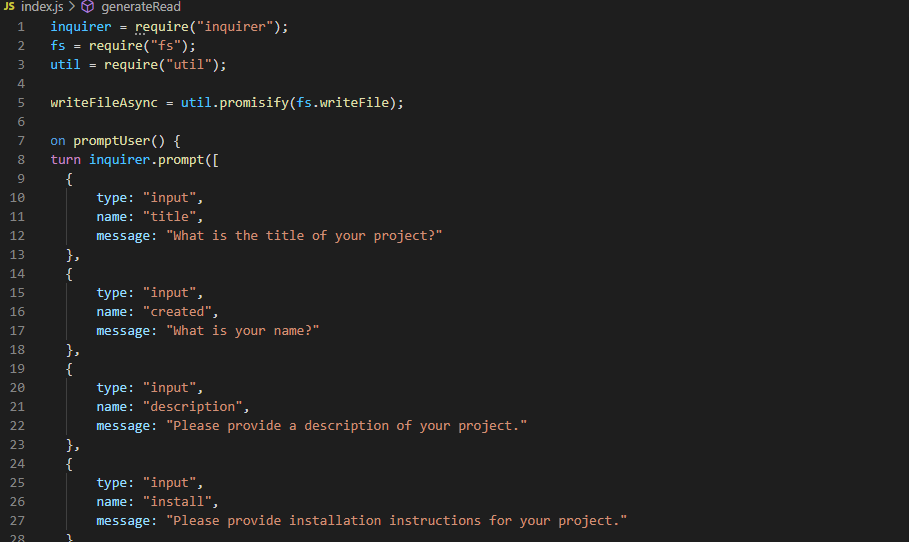 JS index.js > generateRead
1 inquirer = require("inquirer");
2 fs = require("fs");
3 util = require("util");
4
5 writeFileAsync = util.promisify(fs.writeFile);
6
7 on promptUser() {
8 turn inquirer.prompt([
9 {
10 type: "input",
11 name: "title",
12 message: "What is the title of your project?"
13 },
14 {
15 type: "input",
16 name: "created",
17 message: "What is your name?"
18 },
19 {
20 type: "input",
21 name: "description",
22 message: "Please provide a description of your project."
23 },
24 {
25 type: "input",
26 name: "install",
27 message: "Please provide installation instructions for your project."
28 }